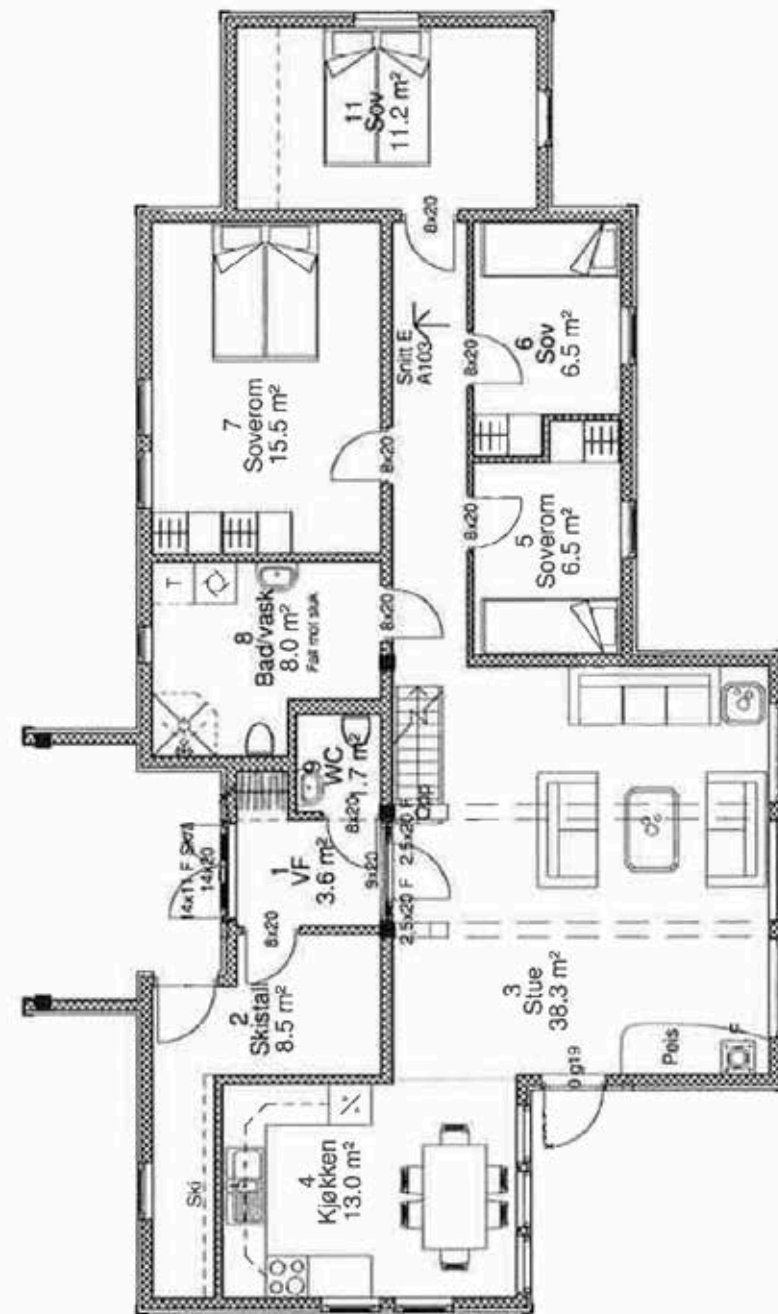 11
Sov
11.2 m²
8x20
7
Soverom
15.5 m²
8x20
Snitt E
A103
8x20
6
Sov
6.5 m²
8x20
5
Soverom
6.5 m²
T
8
Bad/vask
8.0 m²
Fall mot sluk
8x20
9
WC
1.7 m²
8x20
Opp
14x20
1
VF
3.6 m²
9x20
2,5x20 F
2,5x20 F
8x20
2
Skistall
8.5 m²
Ski
3
Stue
38.3 m²
Peis
F
4
Kjøkken
13.0 m²